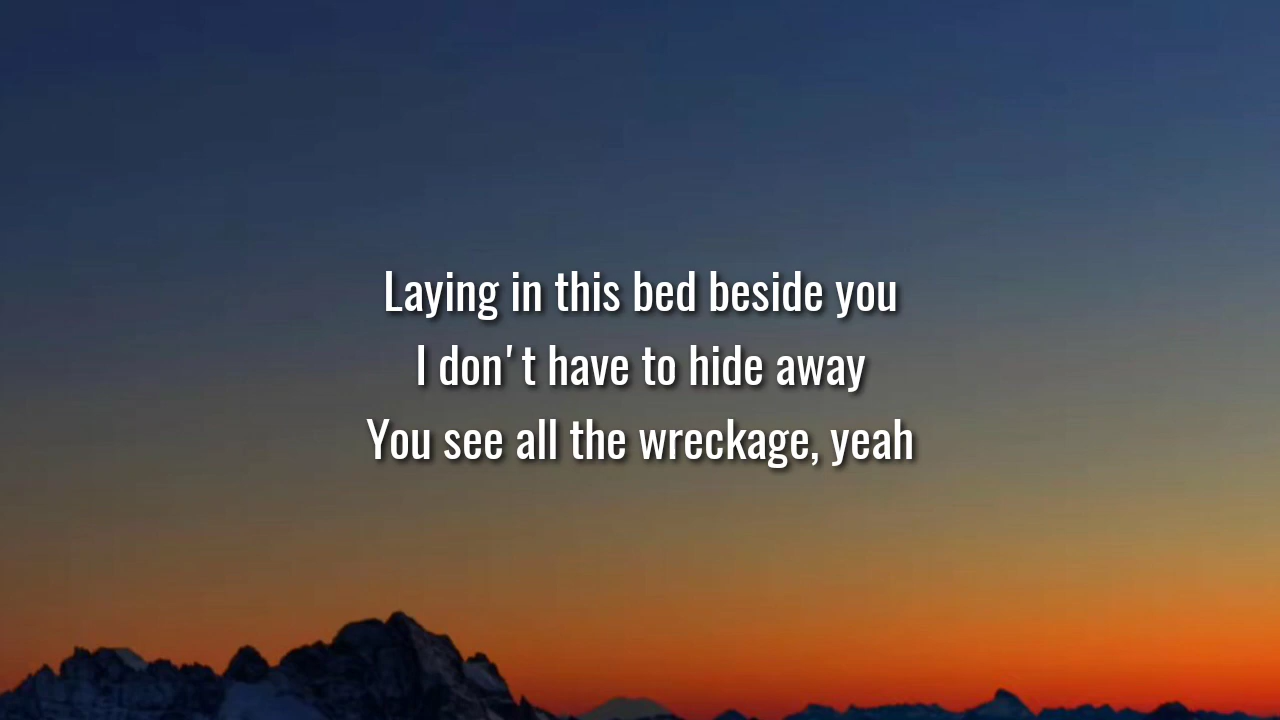 Laying in this bed beside you
I don't have to hide away
You see all the wreckage, yeah